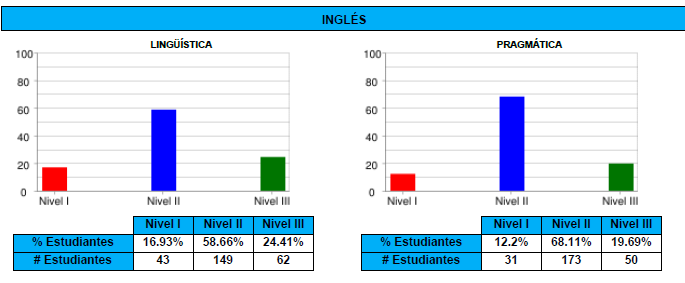 INGLÉS
LINGÜÍSTICA
100
80
60
40
20
0
Nivel I Nivel II Nivel III
Nivel I Nivel II Nivel III
% Estudiantes 16.93% 58.66% 24.41%
# Estudiantes 43 149 62
PRAGMÁTICA
100
80
60
40
20
0
Nivel I Nivel II Nivel III
Nivel I Nivel II Nivel III
% Estudiantes 12.2% 68.11% 19.69%
# Estudiantes 31 173 50